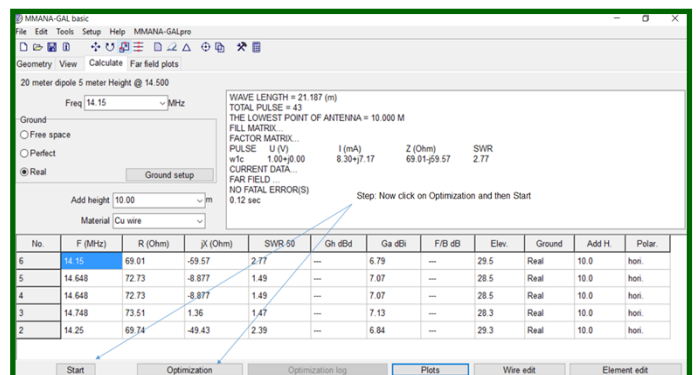 MMANA-GAL basic
File Edit Tools Setup Help MMANA-GALpro
Geometry View Calculate Far field plots
20 meter dipole 5 meter Height @ 14.500
Freq 14.15 MHz
Ground
Free space
Perfect
Real
Ground setup
Add height 10.00 m
Material Cu wire
WAVE LENGTH = 21.187 (m)
TOTAL PULSE = 43
THE LOWEST POINT OF ANTENNA = 10.000 M
FILL MATRIX...
FACTOR MATRIX...
PULSE U (V) I (mA) Z (Ohm) SWR
w1c 1.00+j0.00 8.30+j7.17 69.01-j59.57 2.77
CURRENT DATA...
FAR FIELD ...
NO FATAL ERROR(S)
0.12 sec
Step: Now click on Optimization and then Start
No. F (MHz) R (Ohm) jX (Ohm) SWR 50 Gh dBd Ga dBi F/B dB Elev. Ground Add H. Polar.
6 14.15 69.01 -59.57 2.77 --- 6.79 --- 29.5 Real 10.0 hori.
5 14.648 72.73 -8.877 1.49 --- 7.07 --- 28.5 Real 10.0 hori.
4 14.648 72.73 -8.877 1.49 --- 7.07 --- 28.5 Real 10.0 hori.
3 14.748 73.51 1.36 1.47 --- 7.13 --- 28.3 Real 10.0 hori.
2 14.25 69.74 -49.43 2.39 --- 6.84 --- 29.3 Real 10.0 hori.
Start Optimization Optimization log Plots Wire edit Element edit